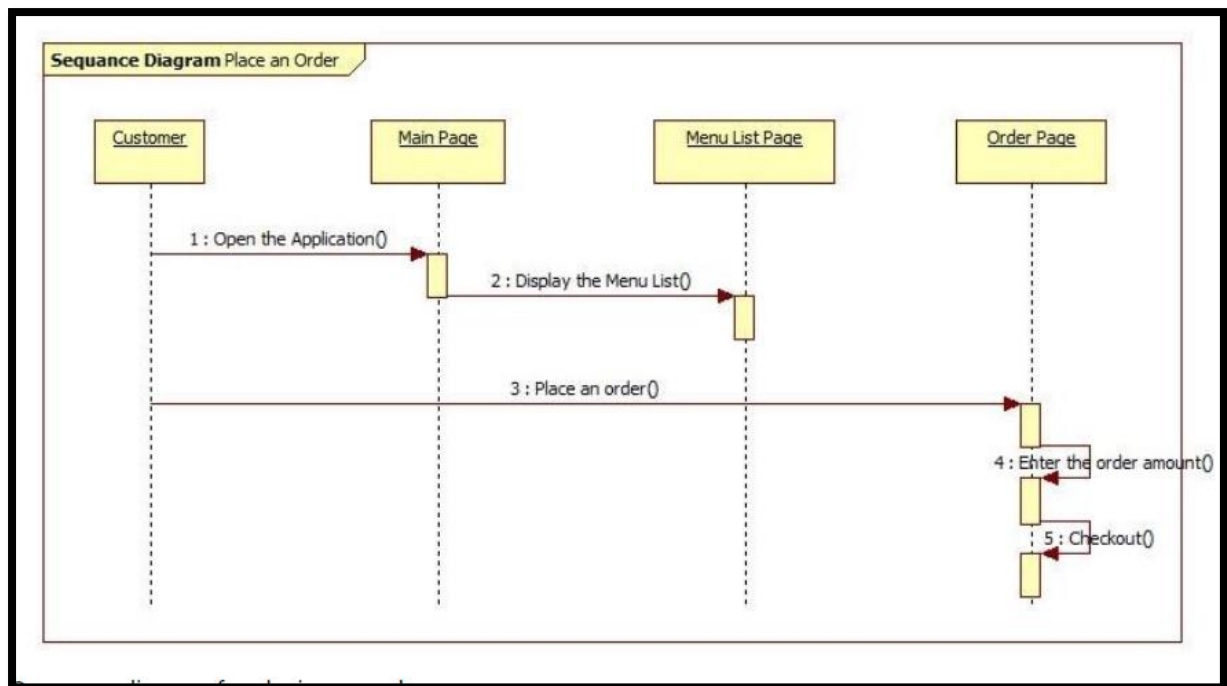 Sequance Diagram Place an Order
Customer
Main Page
Menu List Page
Order Page
1 : Open the Application()
2 : Display the Menu List()
3 : Place an order()
4 : Enter the order amount()
5 : Checkout()